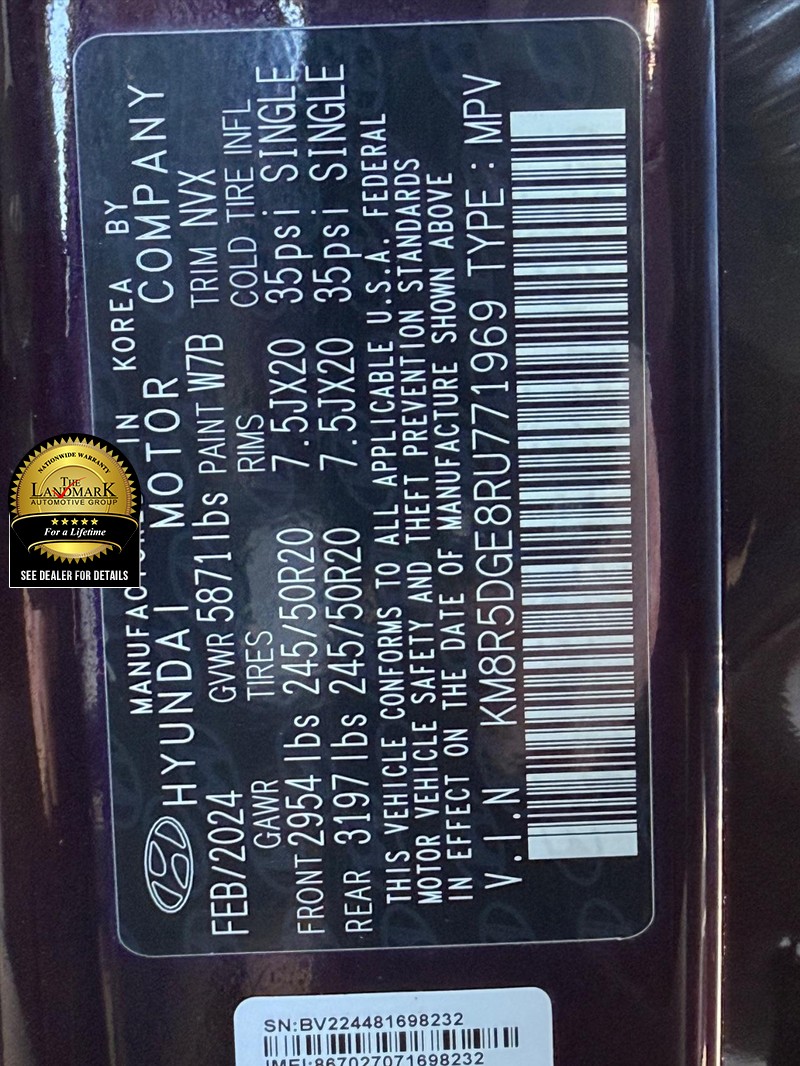 MANUFACTURED IN KOREA BY
HYUNDAI MOTOR COMPANY
FEB/2024 GVWR 5871 lbs PAINT W7B TRIM NVX
GAWR TIRES RIMS COLD TIRE INFL
FRONT 2954 lbs 245/50R20 7.5JX20 35psi SINGLE
REAR 3197 lbs 245/50R20 7.5JX20 35psi SINGLE
THIS VEHICLE CONFORMS TO ALL APPLICABLE U.S.A. FEDERAL
MOTOR VEHICLE SAFETY AND THEFT PREVENTION STANDARDS
IN EFFECT ON THE DATE OF MANUFACTURE SHOWN ABOVE
V.I.N KM8R5DGE8RU771969 TYPE : MPV
NATIONWIDE WARRANTY
THE
LANDMARK
AUTOMOTIVE GROUP
For a Lifetime
SEE DEALER FOR DETAILS
SN:BV224481698232
IMEI:867027071698232